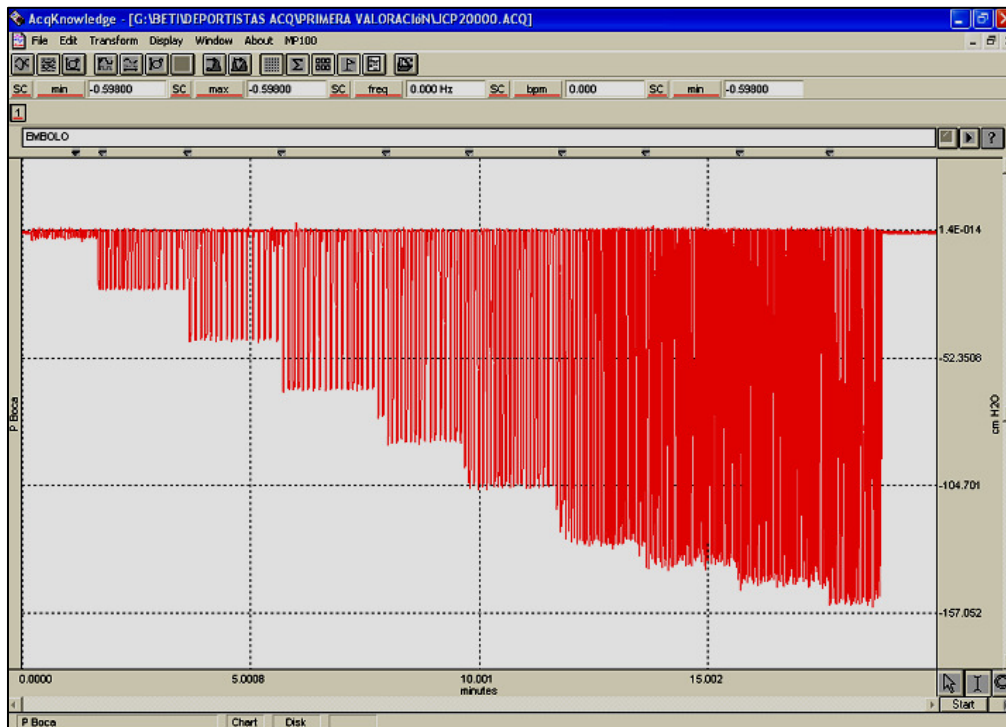 AcqKnowledge - [G:\BETI\DEPORTISTAS ACQ\PRIMERA VALORACIÓN\JCP20000.ACQ]
File Edit Transform Display Window About MP100
SC min -0.59800 SC max -0.59800 SC freq 0.000 Hz SC bpm 0.000 SC min -0.59800
1
EMBOLO
1.4E-014
-52.3508
-104.701
-157.052
P Boca
cm H2O
0.0000 5.0008 10.001 15.002
minutes
Start
P Boca Chart Disk